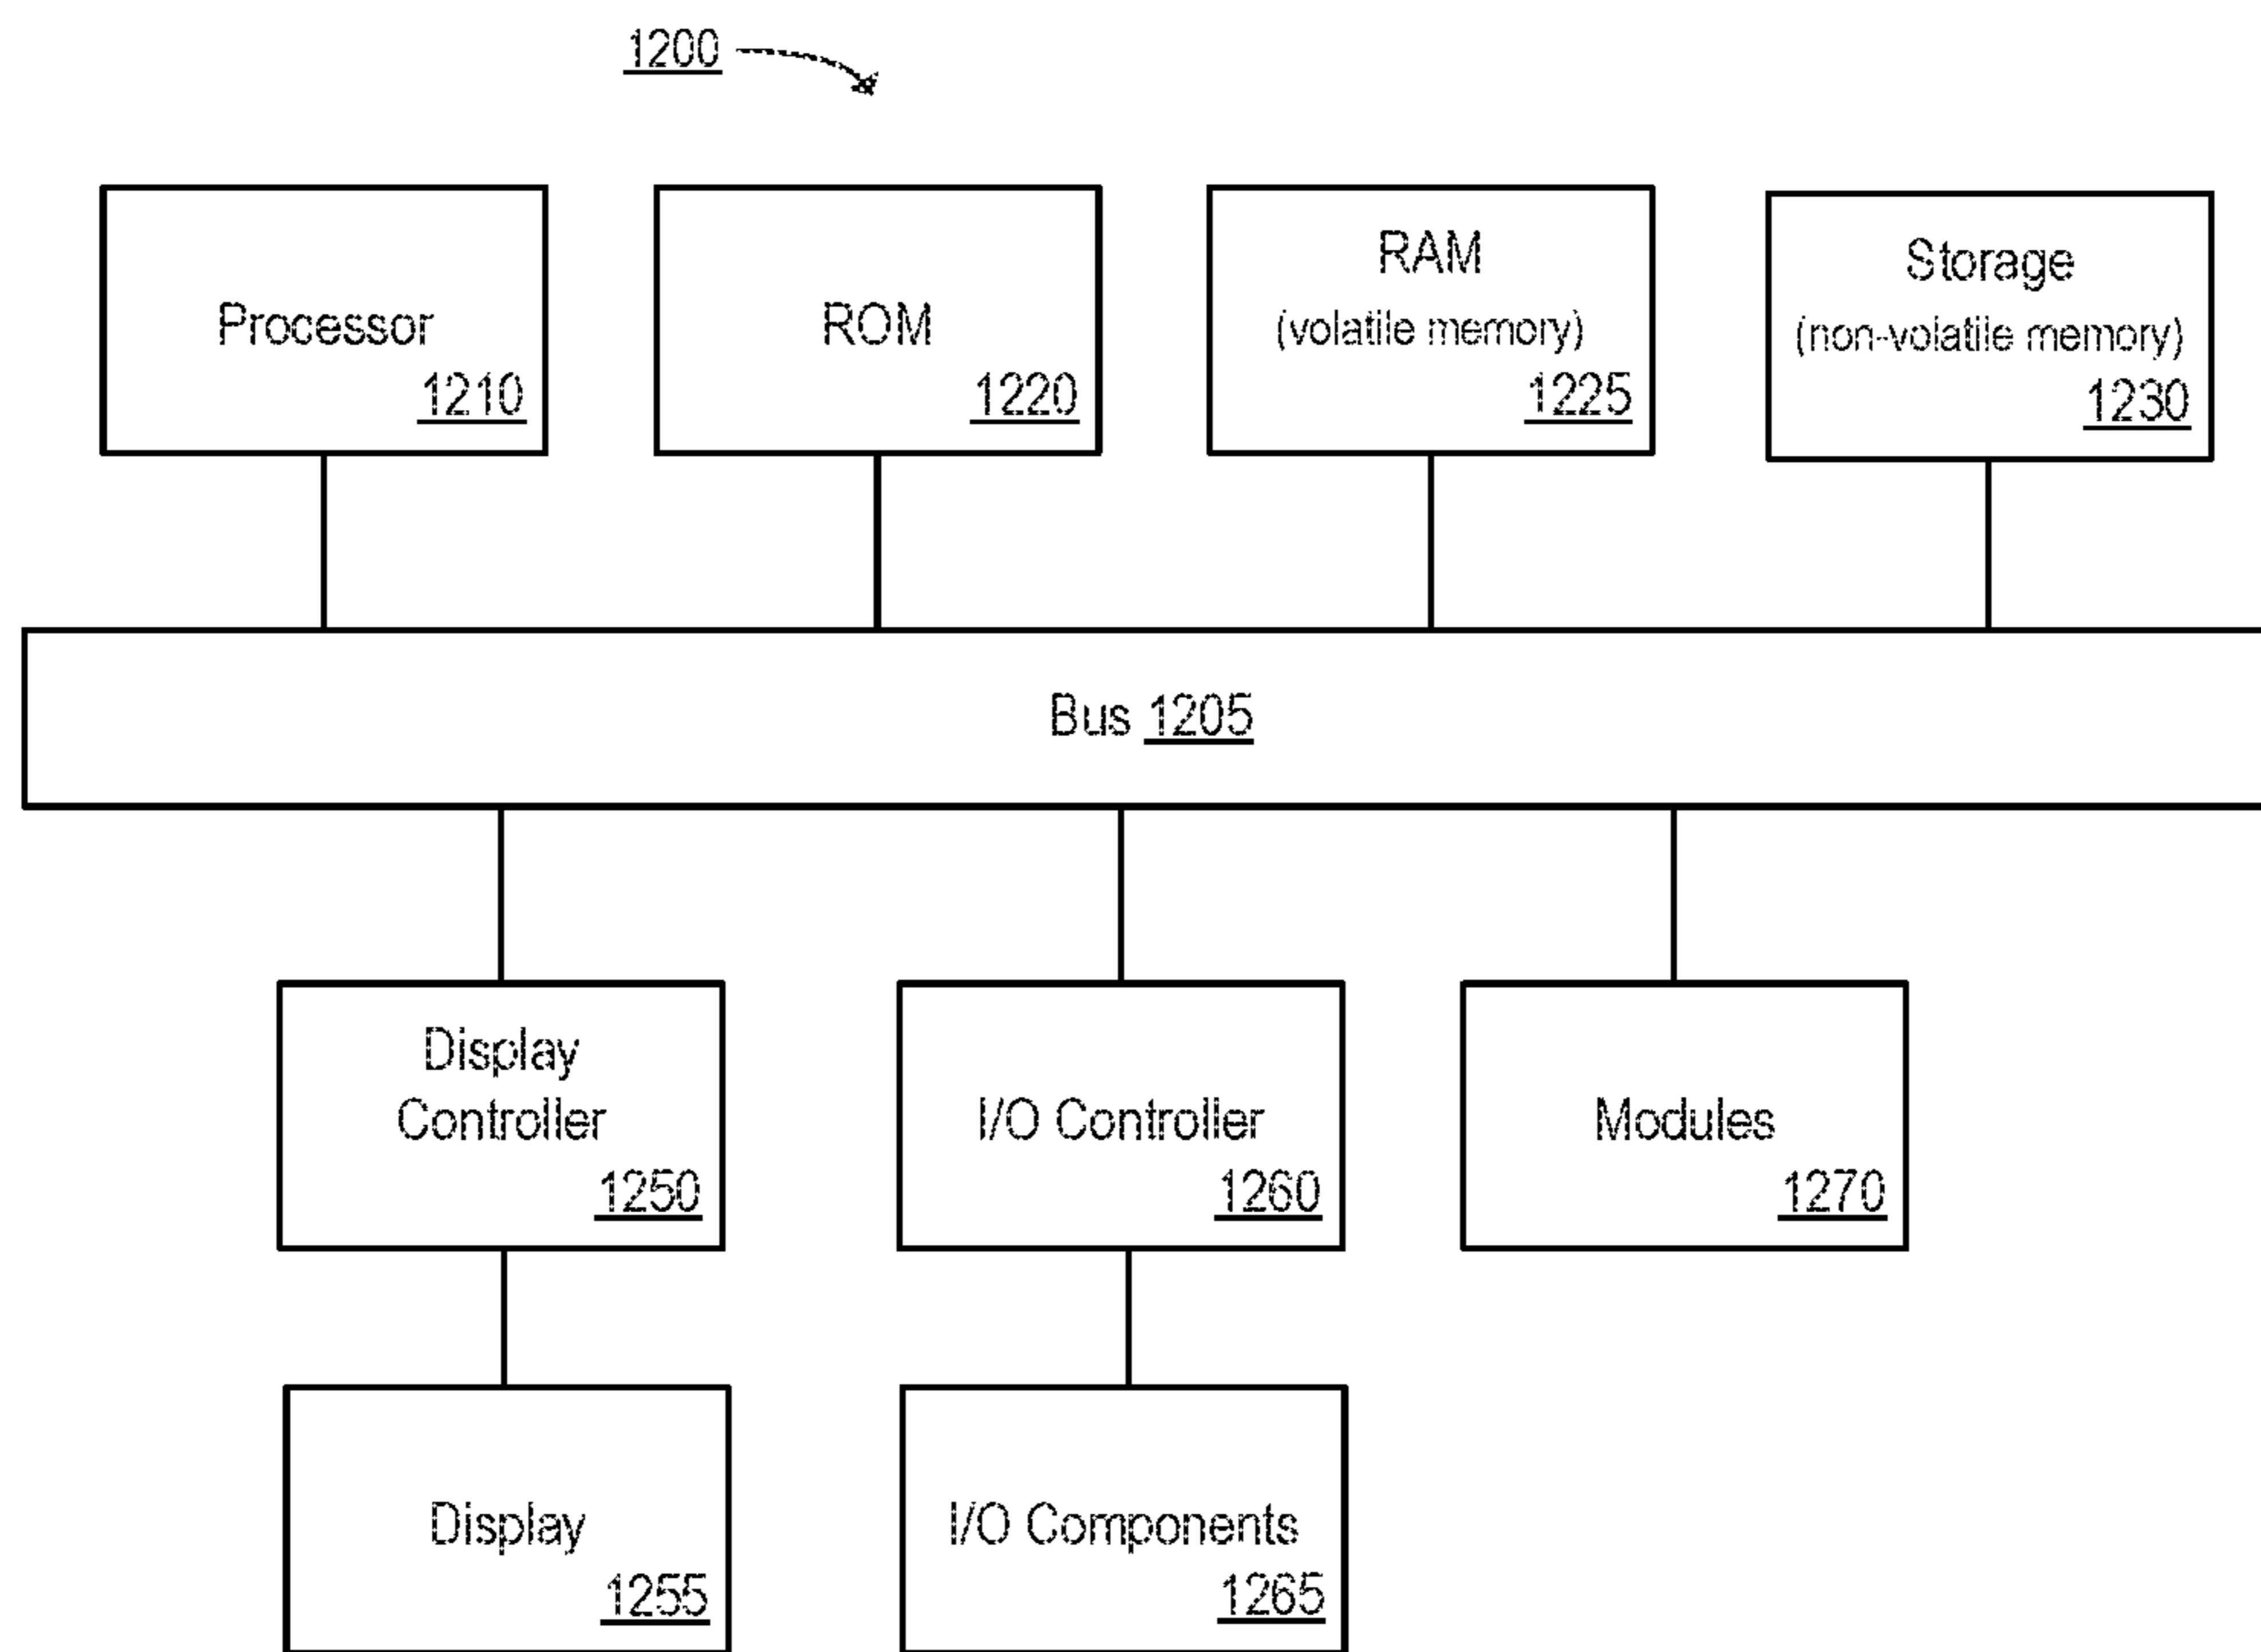 1200
Processor
1210
ROM
1220
RAM
(volatile memory)
1225
Storage
(non-volatile memory)
1230
Bus 1205
Display
Controller
1250
I/O Controller
1260
Modules
1270
Display
1255
I/O Components
1265